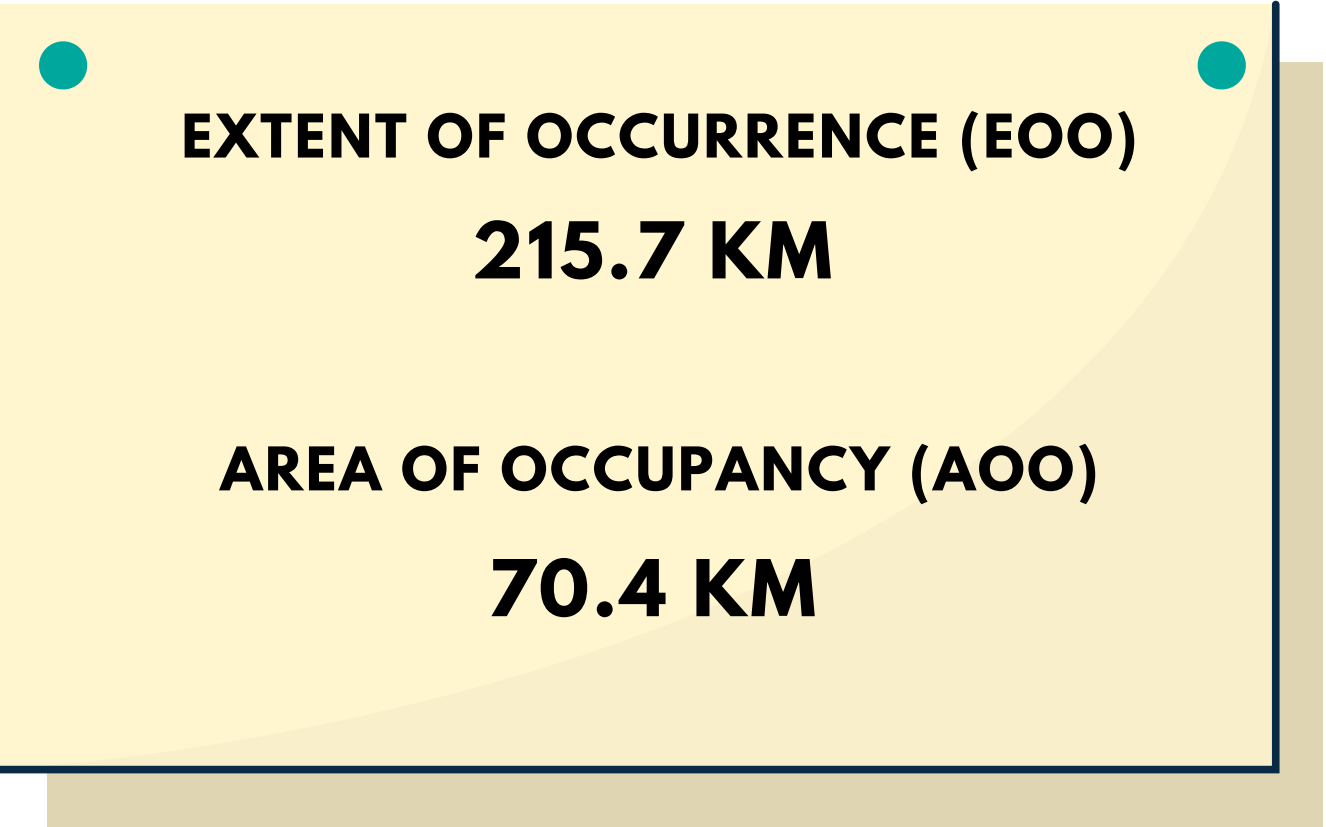 EXTENT OF OCCURRENCE (EOO)
215.7 KM
AREA OF OCCUPANCY (AOO)
70.4 KM